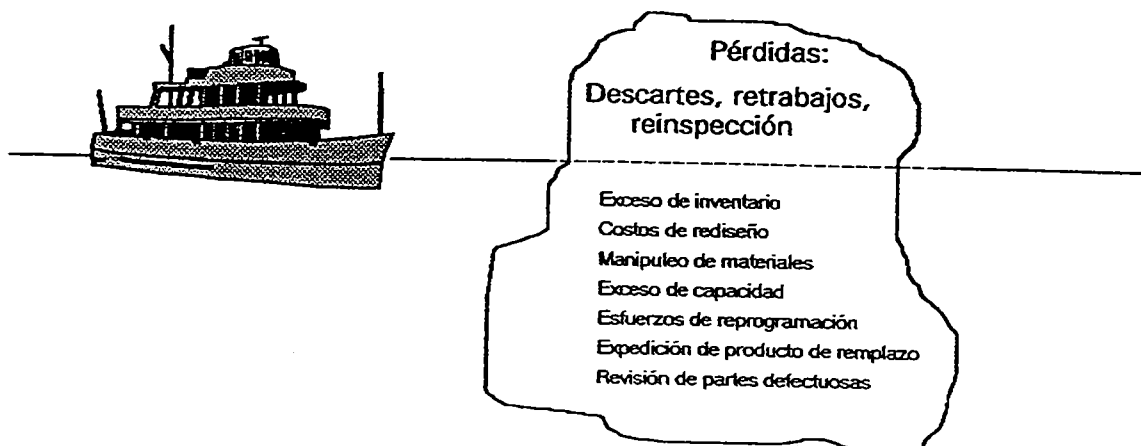 Pérdidas:
Descartes, retrabajos,
reinspección
Exceso de inventario
Costos de rediseño
Manipuleo de materiales
Exceso de capacidad
Esfuerzos de reprogramación
Expedición de producto de remplazo
Revisión de partes defectuosas